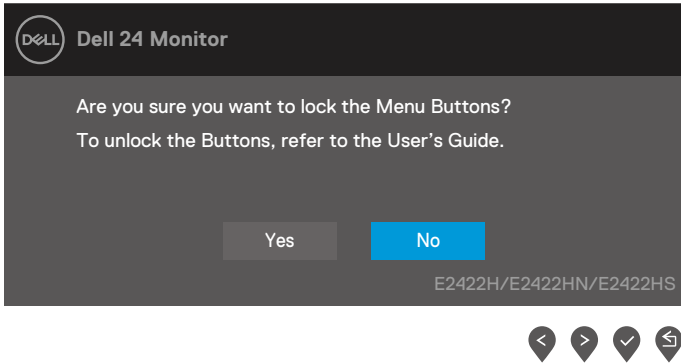 DELL Dell 24 Monitor
Are you sure you want to lock the Menu Buttons?
To unlock the Buttons, refer to the User's Guide.
Yes No
E2422H/E2422HN/E2422HS